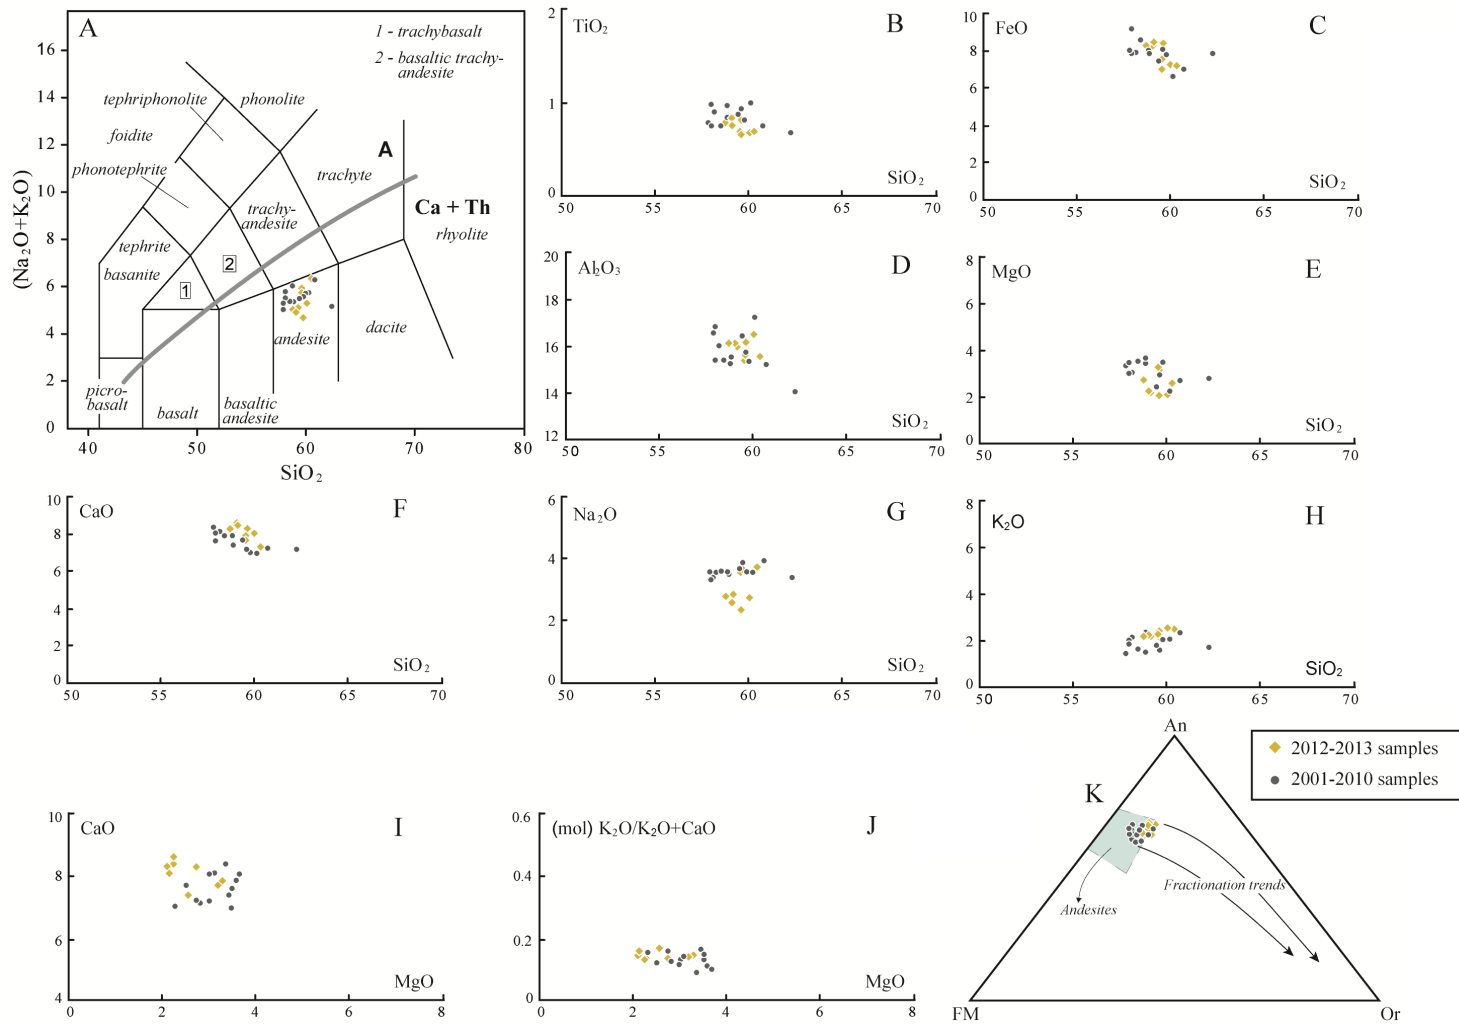 A
1 - trachybasalt
2 - basaltic trachy-
andesite
(Na₂O+K₂O)
16
14
12
10
8
6
4
2
0
40
50
60
70
80
SiO₂
tephriphonolite
phonolite
foidite
phonotephrite
trachyte
A
Ca + Th
rhyolite
trachy-
andesite
tephrite
basanite
2
1
andesite
dacite
picro-
basalt
basalt
basaltic
andesite
B
TiO₂
2
1
0
SiO₂
50
55
60
65
70
C
FeO
10
8
6
4
2
0
SiO₂
50
55
60
65
70
D
Al₂O₃
20
18
16
14
12
SiO₂
50
55
60
65
70
E
MgO
8
6
4
2
0
SiO₂
50
55
60
65
70
F
CaO
10
8
6
4
2
0
SiO₂
50
55
60
65
70
G
Na₂O
6
4
2
0
SiO₂
50
55
60
65
70
H
K₂O
8
6
4
2
0
SiO₂
50
55
60
65
70
I
CaO
10
8
6
4
MgO
0
2
4
6
8
J
(mol) K₂O/K₂O+CaO
0.6
0.4
0.2
0
MgO
0
2
4
6
8
K
An
FM
Or
Andesites
Fractionation trends
2012-2013 samples
2001-2010 samples